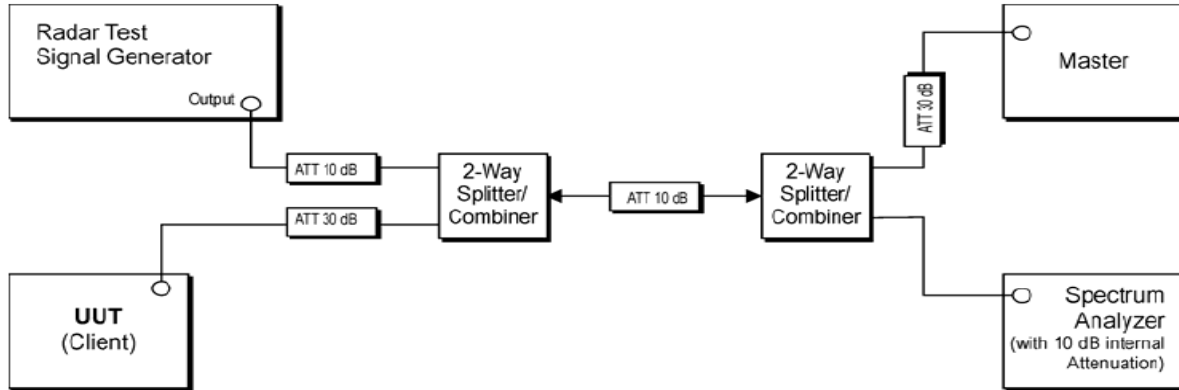 Radar Test
Signal Generator
Output
ATT 10 dB
ATT 30 dB
2-Way
Splitter/
Combiner
ATT 10 dB
2-Way
Splitter/
Combiner
ATT 30 dB
Master
UUT
(Client)
Spectrum
Analyzer
(with 10 dB internal
Attenuation)